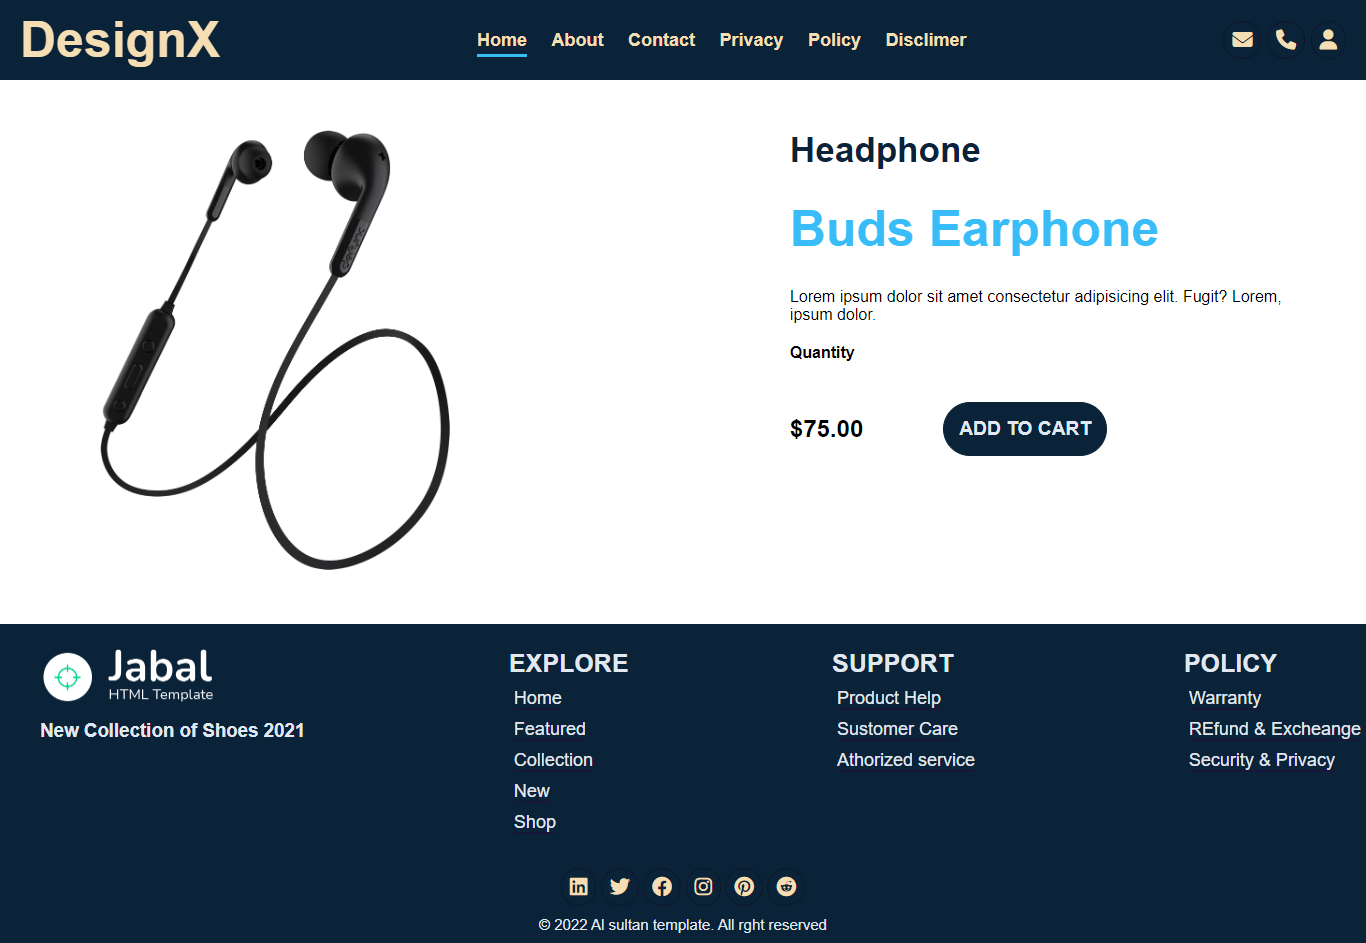 DesignX
Home About Contact Privacy Policy Disclimer
Headphone
Buds Earphone
Lorem ipsum dolor sit amet consectetur adipisicing elit. Fugit? Lorem,
ipsum dolor.
Quantity
$75.00
ADD TO CART
Jabal
HTML Template
New Collection of Shoes 2021
EXPLORE
Home
Featured
Collection
New
Shop
SUPPORT
Product Help
Sustomer Care
Athorized service
POLICY
Warranty
REfund & Excheange
Security & Privacy
© 2022 Al sultan template. All rght reserved